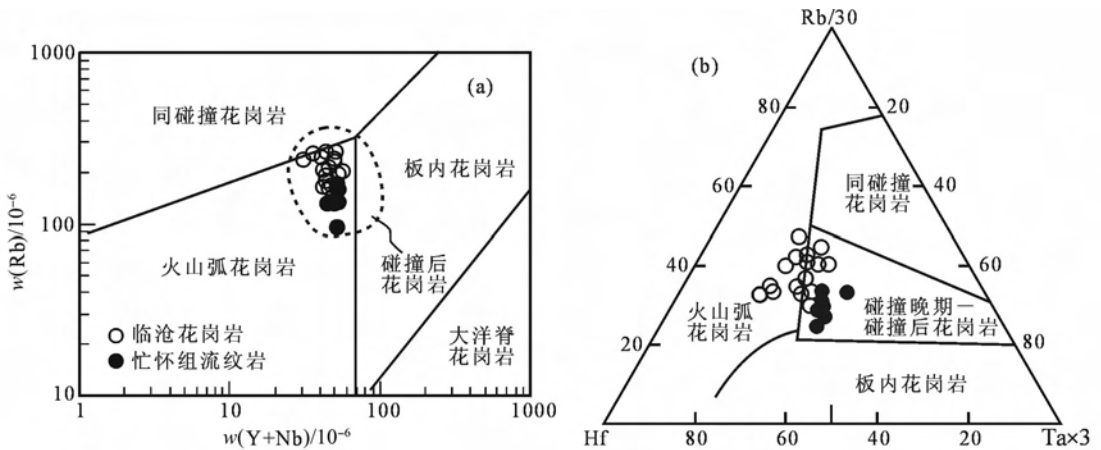 1000
100
10
w(Rb)/10⁻⁶
(a)
同碰撞花岗岩
板内花岗岩
火山弧花岗岩
碰撞后
花岗岩
大洋脊
花岗岩
临沧花岗岩
忙怀组流纹岩
1
10
100
1000
w(Y+Nb)/10⁻⁶
Rb/30
(b)
80
20
60
40
同碰撞
花岗岩
40
60
火山弧
花岗岩
碰撞晚期—
碰撞后花岗岩
20
80
板内花岗岩
Hf
80
60
40
20
Ta×3